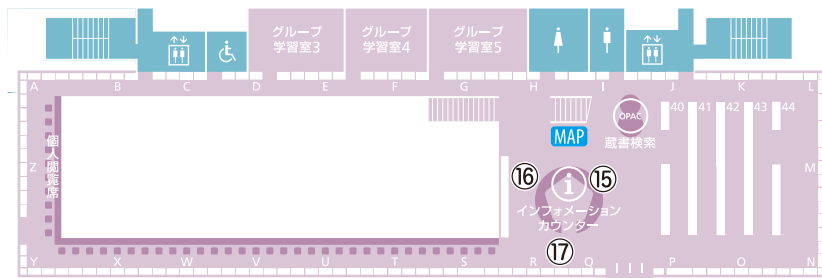 グループ
学習室3
グループ
学習室4
グループ
学習室5
A B C D E F G H I J K L
40 41 42 43 44
OPAC
蔵書検索
MAP
個人閲覧席
Z
M
⑯ i ⑮
インフォメーション
カウンター
⑰
Y X W V U T S R Q P O N